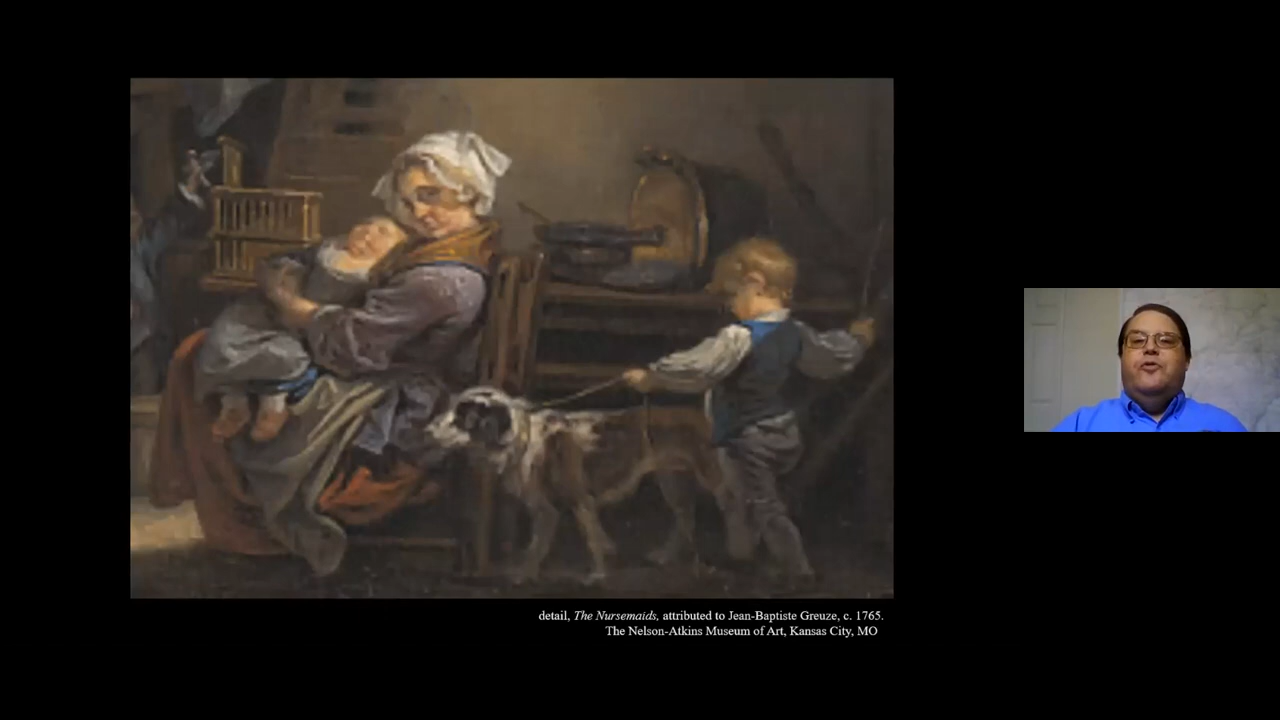 detail, The Nursemaids, attributed to Jean-Baptiste Greuze, c. 1765.
The Nelson-Atkins Museum of Art, Kansas City, MO